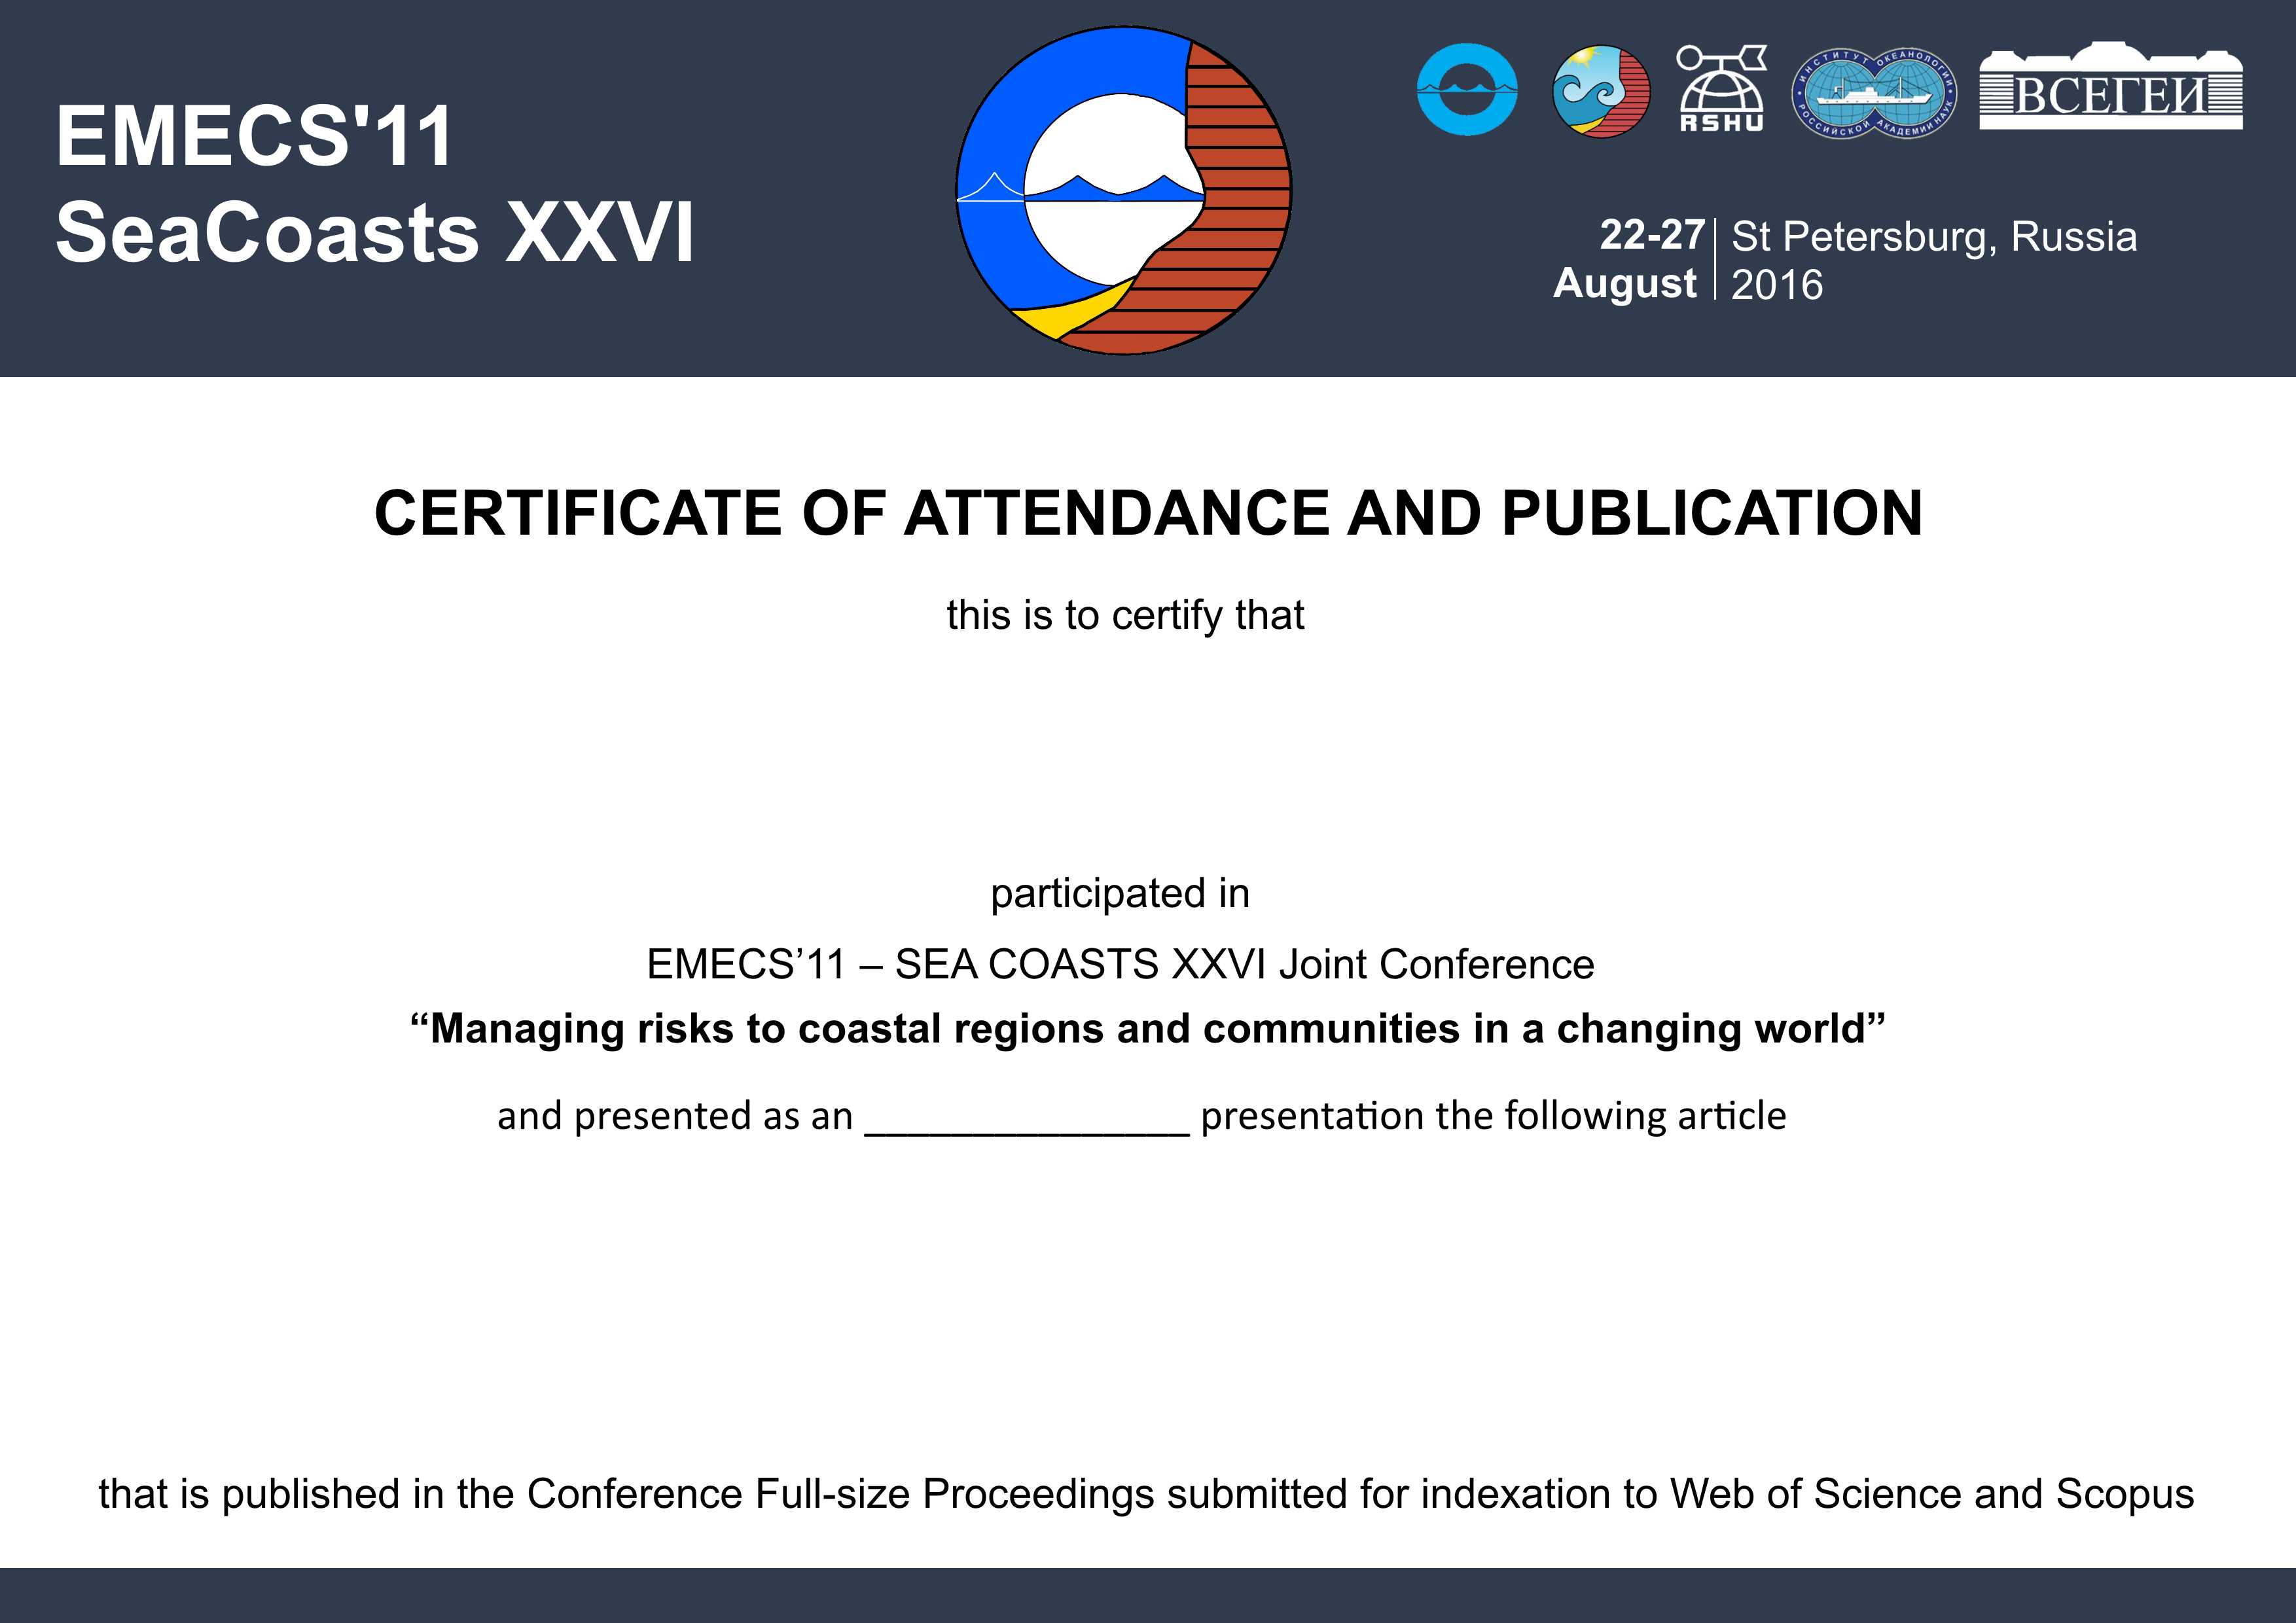 EMECS'11
SeaCoasts XXVI
RSHU
ИНСТИТУТ ОКЕАНОЛОГИИ
РОССИЙСКОЙ АКАДЕМИИ НАУК
ВСЕГЕИ
22-27
August
St Petersburg, Russia
2016
CERTIFICATE OF ATTENDANCE AND PUBLICATION
this is to certify that
participated in
EMECS’11 – SEA COASTS XXVI Joint Conference
“Managing risks to coastal regions and communities in a changing world”
and presented as an _______________ presentation the following article
that is published in the Conference Full-size Proceedings submitted for indexation to Web of Science and Scopus